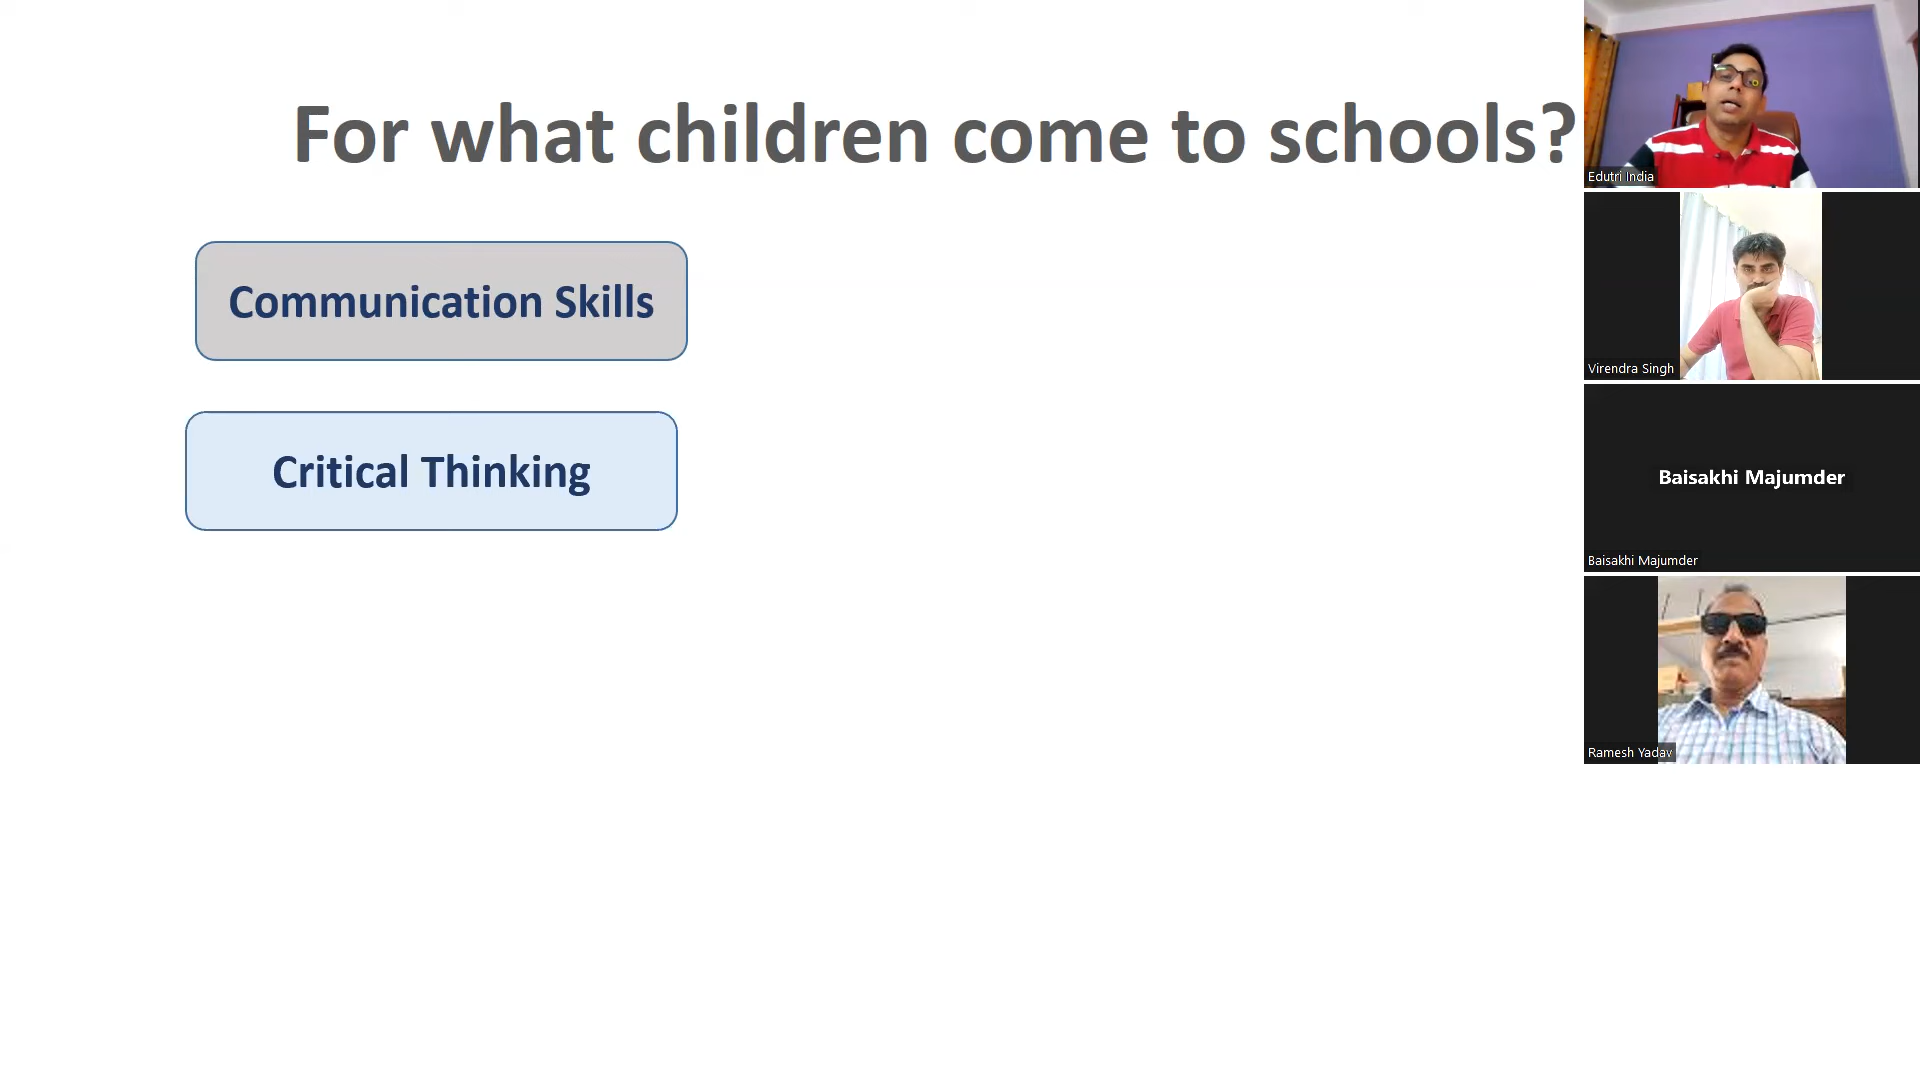 For what children come to schools?
Communication Skills
Critical Thinking
Edutri India
Virendra Singh
Baisakhi Majumder
Baisakhi Majumder
Ramesh Yadav